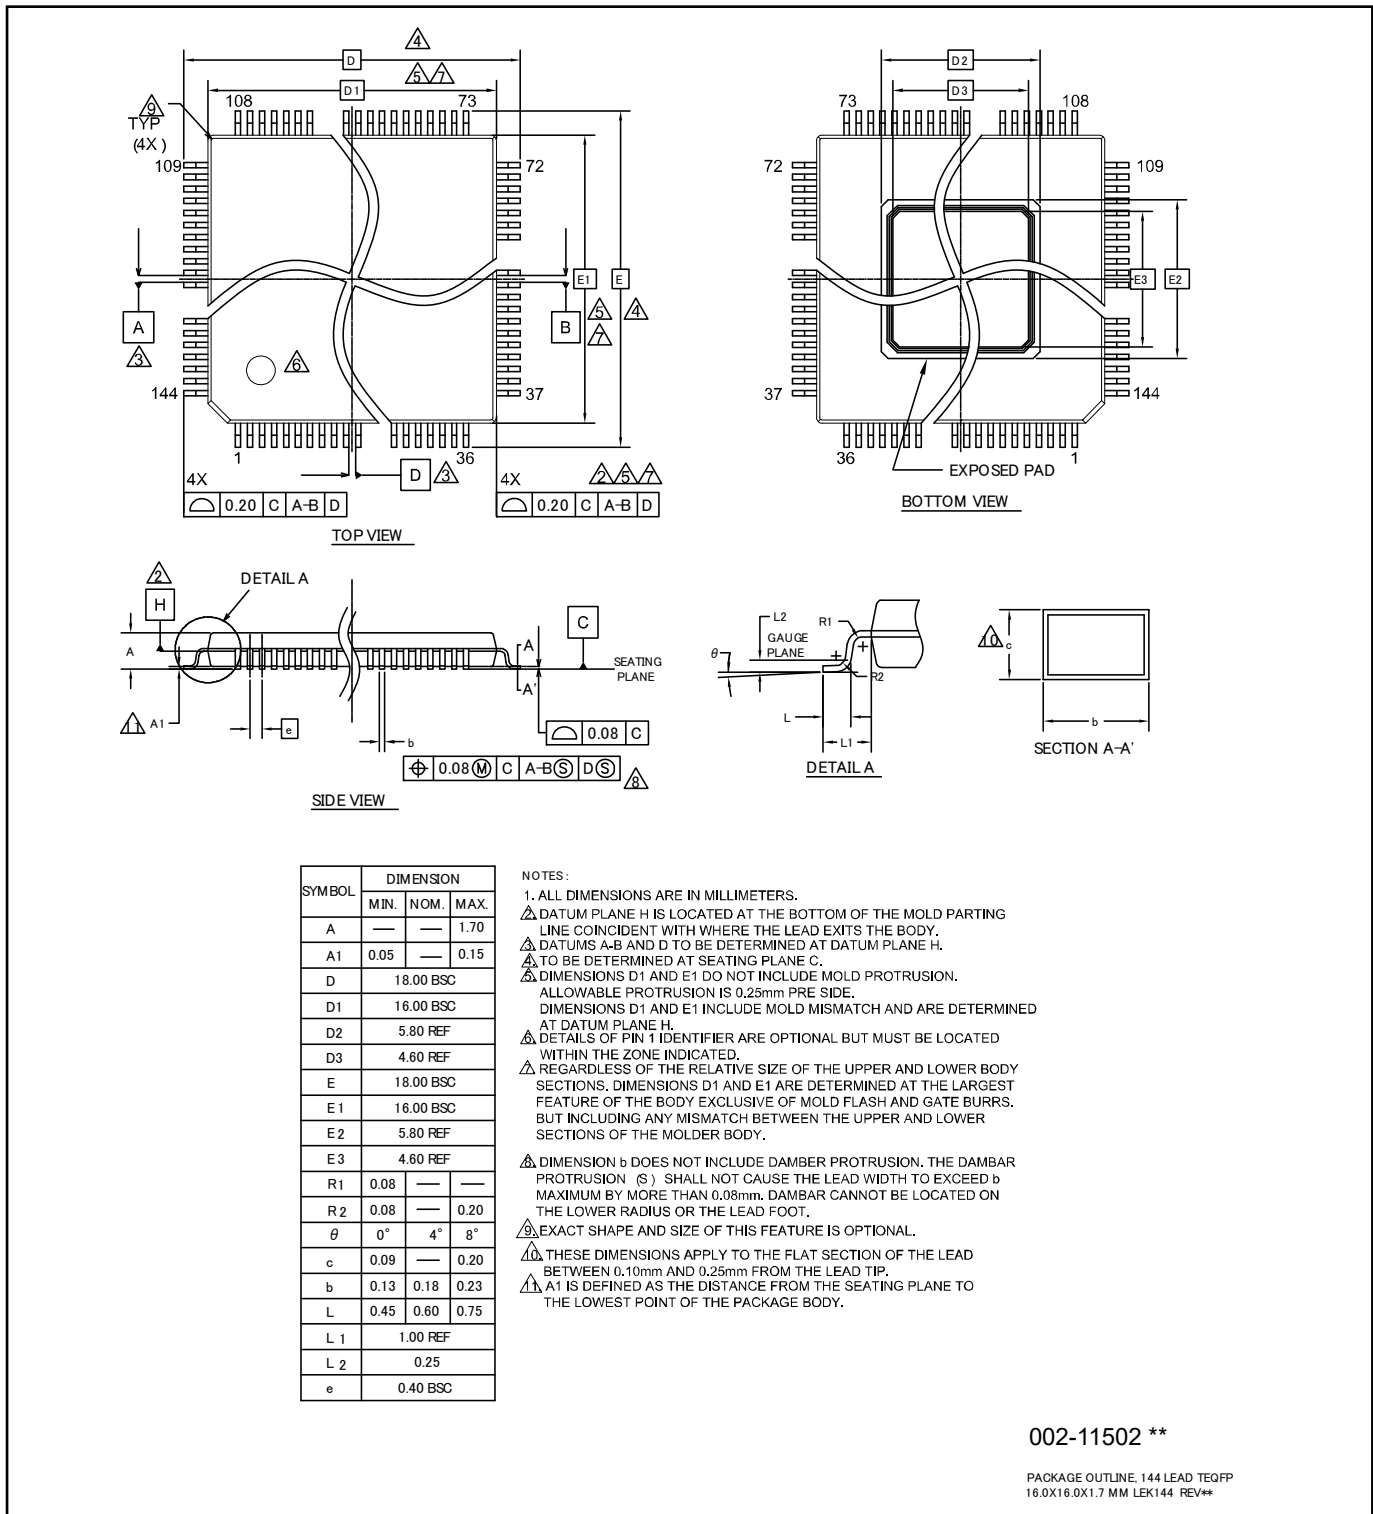 4
D
5 7
D1
108
73
9
TYP
(4X)
109
72
A
3
B
E1
E
5
7
4
6
144
37
1
36
D
3
4X
4X
2 5 7
0.20 C A-B D
0.20 C A-B D
TOP VIEW
D2
D3
73
108
72
109
E3
E2
37
144
36
1
EXPOSED PAD
BOTTOM VIEW
2
DETAIL A
H
C
A
A
A'
SEATING
PLANE
11
A1
e
b
0.08 C
0.08 M C A-B S D S
8
SIDE VIEW
L2
R1
GAUGE
PLANE
θ
R2
L
L1
DETAIL A
10
c
b
SECTION A-A'
SYMBOL DIMENSION
MIN. NOM. MAX.
A — — 1.70
A1 0.05 — 0.15
D 18.00 BSC
D1 16.00 BSC
D2 5.80 REF
D3 4.60 REF
E 18.00 BSC
E1 16.00 BSC
E2 5.80 REF
E3 4.60 REF
R1 0.08 — —
R2 0.08 — 0.20
θ 0° 4° 8°
c 0.09 — 0.20
b 0.13 0.18 0.23
L 0.45 0.60 0.75
L 1 1.00 REF
L 2 0.25
e 0.40 BSC
NOTES:
1. ALL DIMENSIONS ARE IN MILLIMETERS.
2. DATUM PLANE H IS LOCATED AT THE BOTTOM OF THE MOLD PARTING
LINE COINCIDENT WITH WHERE THE LEAD EXITS THE BODY.
3. DATUMS A-B AND D TO BE DETERMINED AT DATUM PLANE H.
4. TO BE DETERMINED AT SEATING PLANE C.
5. DIMENSIONS D1 AND E1 DO NOT INCLUDE MOLD PROTRUSION.
ALLOWABLE PROTRUSION IS 0.25mm PRE SIDE.
DIMENSIONS D1 AND E1 INCLUDE MOLD MISMATCH AND ARE DETERMINED
AT DATUM PLANE H.
6. DETAILS OF PIN 1 IDENTIFIER ARE OPTIONAL BUT MUST BE LOCATED
WITHIN THE ZONE INDICATED.
7. REGARDLESS OF THE RELATIVE SIZE OF THE UPPER AND LOWER BODY
SECTIONS. DIMENSIONS D1 AND E1 ARE DETERMINED AT THE LARGEST
FEATURE OF THE BODY EXCLUSIVE OF MOLD FLASH AND GATE BURRS.
BUT INCLUDING ANY MISMATCH BETWEEN THE UPPER AND LOWER
SECTIONS OF THE MOLDER BODY.
8. DIMENSION b DOES NOT INCLUDE DAMBER PROTRUSION. THE DAMBAR
PROTRUSION (S) SHALL NOT CAUSE THE LEAD WIDTH TO EXCEED b
MAXIMUM BY MORE THAN 0.08mm. DAMBAR CANNOT BE LOCATED ON
THE LOWER RADIUS OR THE LEAD FOOT.
9. EXACT SHAPE AND SIZE OF THIS FEATURE IS OPTIONAL.
10. THESE DIMENSIONS APPLY TO THE FLAT SECTION OF THE LEAD
BETWEEN 0.10mm AND 0.25mm FROM THE LEAD TIP.
11. A1 IS DEFINED AS THE DISTANCE FROM THE SEATING PLANE TO
THE LOWEST POINT OF THE PACKAGE BODY.
002-11502 **
PACKAGE OUTLINE, 144 LEAD TEQFP
16.0X16.0X1.7 MM LEK144 REV**